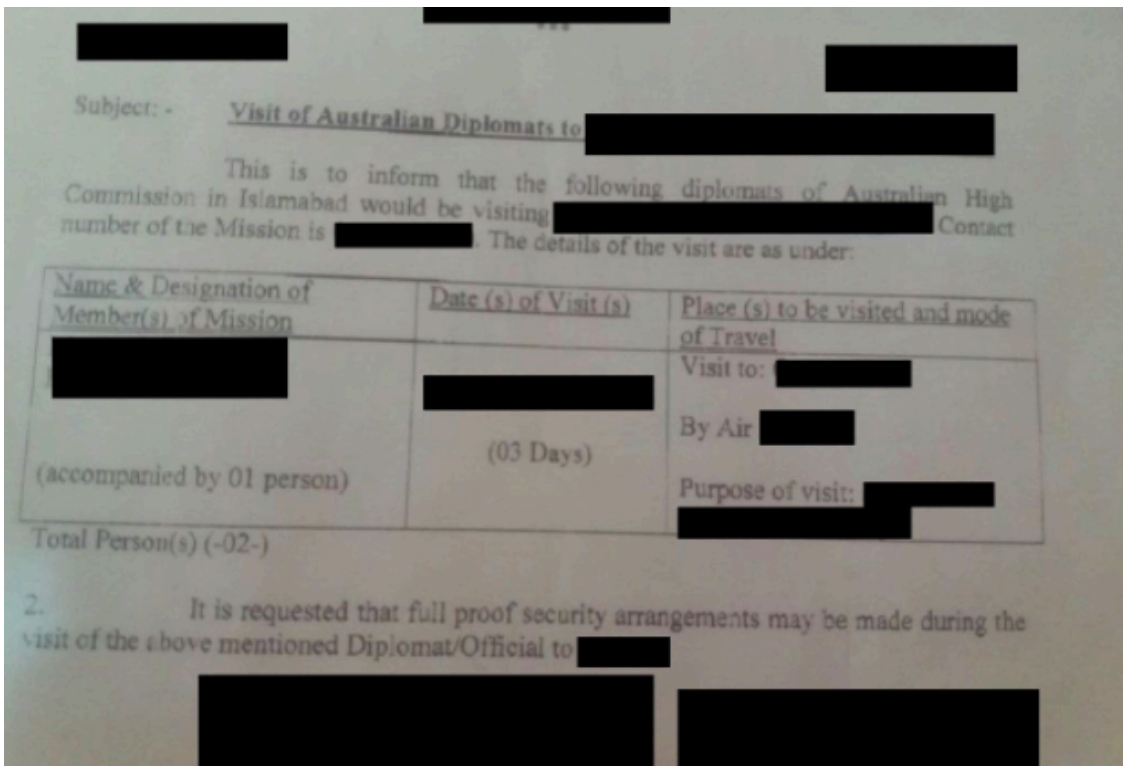 ***
Subject: - Visit of Australian Diplomats to
This is to inform that the following diplomats of Australian High
Commission in Islamabad would be visiting Contact
number of the Mission is . The details of the visit are as under:
Name & Designation of
Member(s) of Mission
Date (s) of Visit (s)
Place (s) to be visited and mode
of Travel
(accompanied by 01 person)
(03 Days)
Visit to:
By Air
Purpose of visit:
Total Person(s) (-02-)
2. It is requested that full proof security arrangements may be made during the
visit of the above mentioned Diplomat/Official to